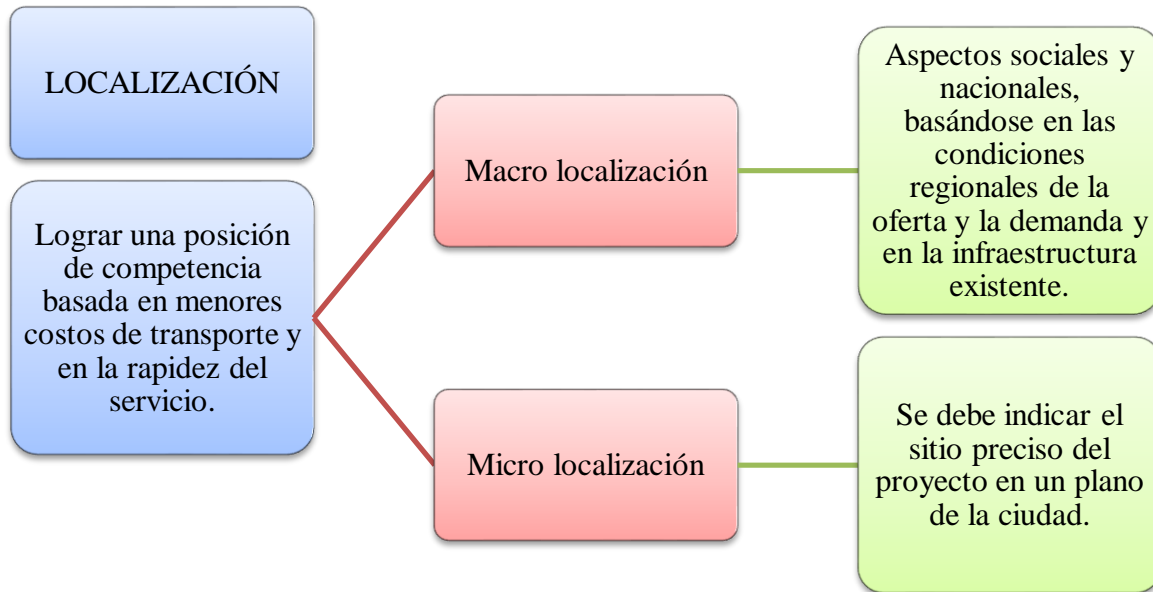 LOCALIZACIÓN
Lograr una posición
de competencia
basada en menores
costos de transporte y
en la rapidez del
servicio.
Macro localización
Aspectos sociales y
nacionales,
basándose en las
condiciones
regionales de la
oferta y la demanda y
en la infraestructura
existente.
Micro localización
Se debe indicar el
sitio preciso del
proyecto en un plano
de la ciudad.